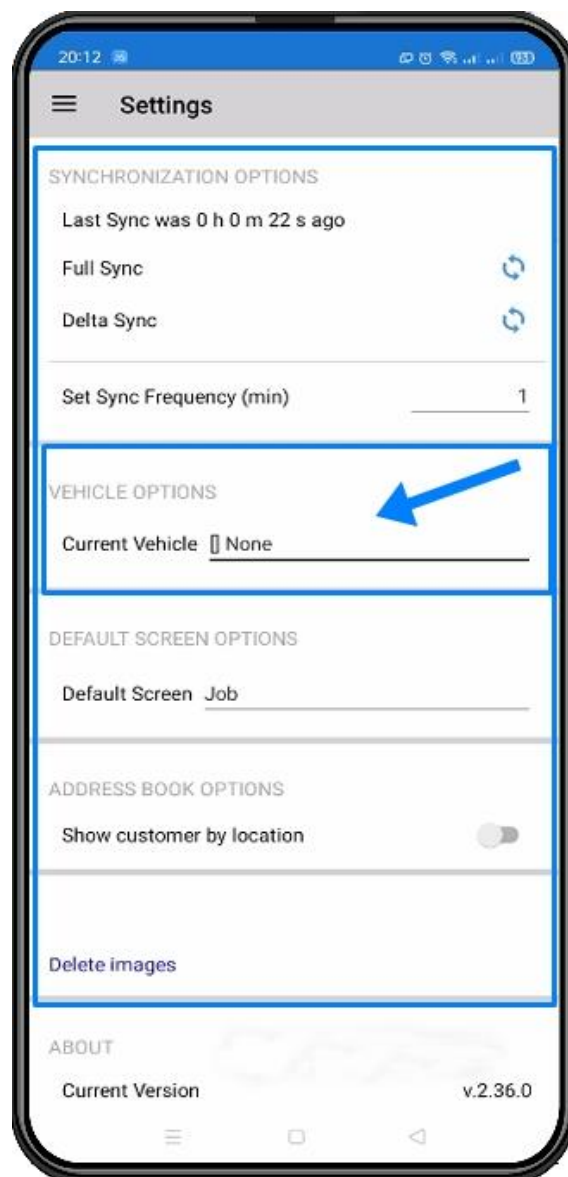 20:12
93
Settings
SYNCHRONIZATION OPTIONS
Last Sync was 0 h 0 m 22 s ago
Full Sync
Delta Sync
Set Sync Frequency (min) 1
VEHICLE OPTIONS
Current Vehicle [] None
DEFAULT SCREEN OPTIONS
Default Screen Job
ADDRESS BOOK OPTIONS
Show customer by location
Delete images
ABOUT
Current Version v.2.36.0